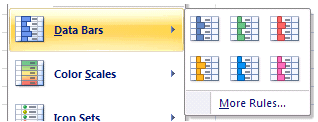 Data Bars
Color Scales
More Rules...
Icon Sets